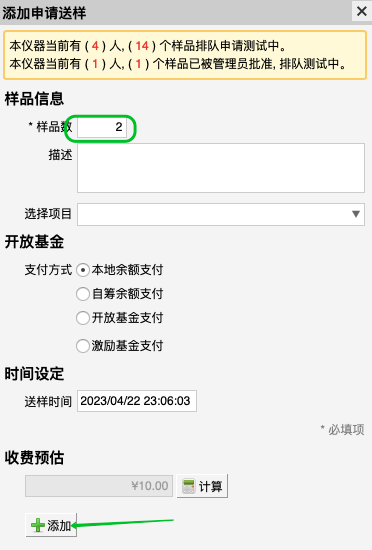 添加申请送样
本仪器当前有 ( 4 ) 人, ( 14 ) 个样品排队申请测试中。
本仪器当前有 ( 1 ) 人, ( 1 ) 个样品已被管理员批准, 排队测试中。
样品信息
* 样品数 2
描述
选择项目
开放基金
支付方式 本地余额支付
自筹余额支付
开放基金支付
激励基金支付
时间设定
送样时间 2023/04/22 23:06:03
* 必填项
收费预估
¥10.00 计算
添加